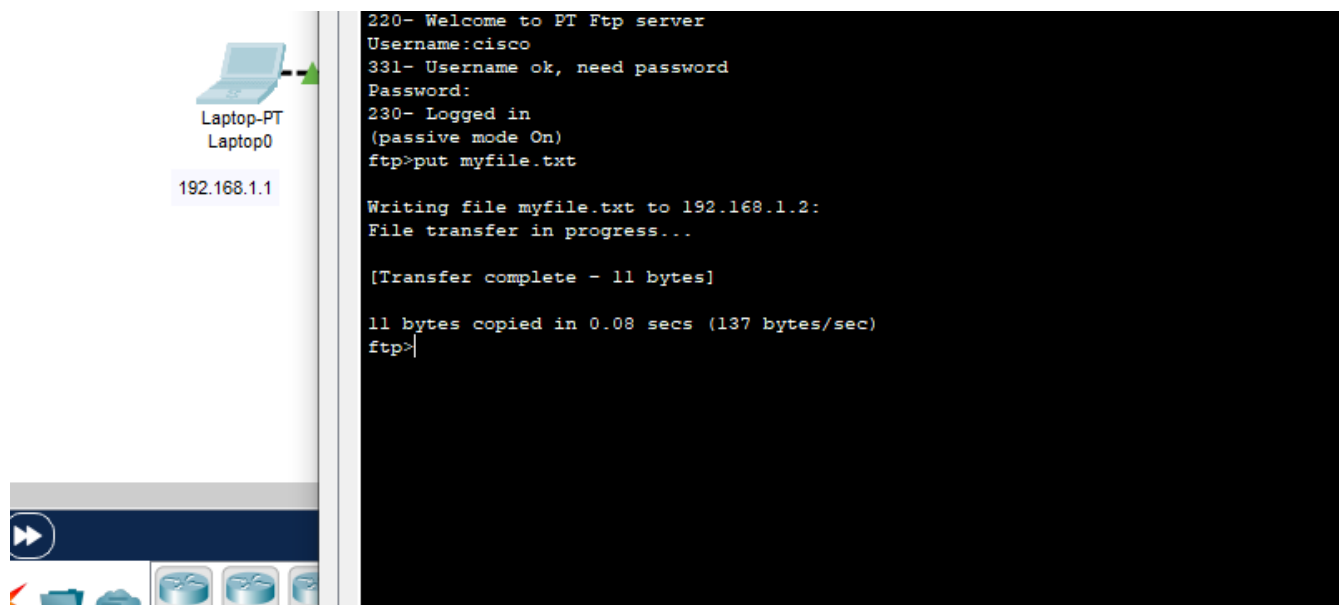 Laptop-PT
Laptop0
192.168.1.1
220- Welcome to PT Ftp server
Username:cisco
331- Username ok, need password
Password:
230- Logged in
(passive mode On)
ftp>put myfile.txt
Writing file myfile.txt to 192.168.1.2:
File transfer in progress...
[Transfer complete - 11 bytes]
11 bytes copied in 0.08 secs (137 bytes/sec)
ftp>